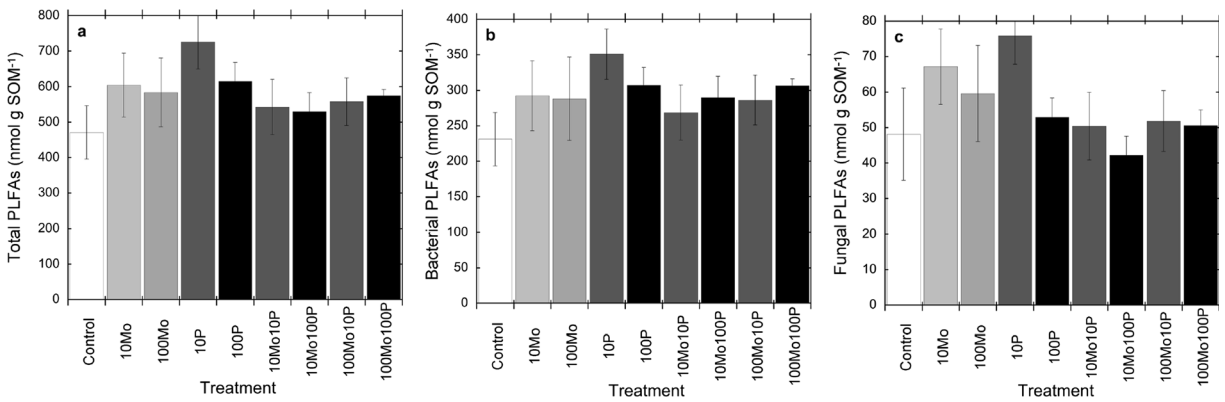 a
Total PLFAs (nmol g SOM-1)
800
700
600
500
400
300
200
100
0
Control
10Mo
100Mo
10P
100P
10Mo10P
10Mo100P
100Mo10P
100Mo100P
Treatment
b
Bacterial PLFAs (nmol g SOM-1)
400
350
300
250
200
150
100
50
0
Control
10Mo
100Mo
10P
100P
10Mo10P
10Mo100P
100Mo10P
100Mo100P
Treatment
c
Fungal PLFAs (nmol g SOM-1)
80
70
60
50
40
30
20
10
0
Control
10Mo
100Mo
10P
100P
10Mo10P
10Mo100P
100Mo10P
100Mo100P
Treatment